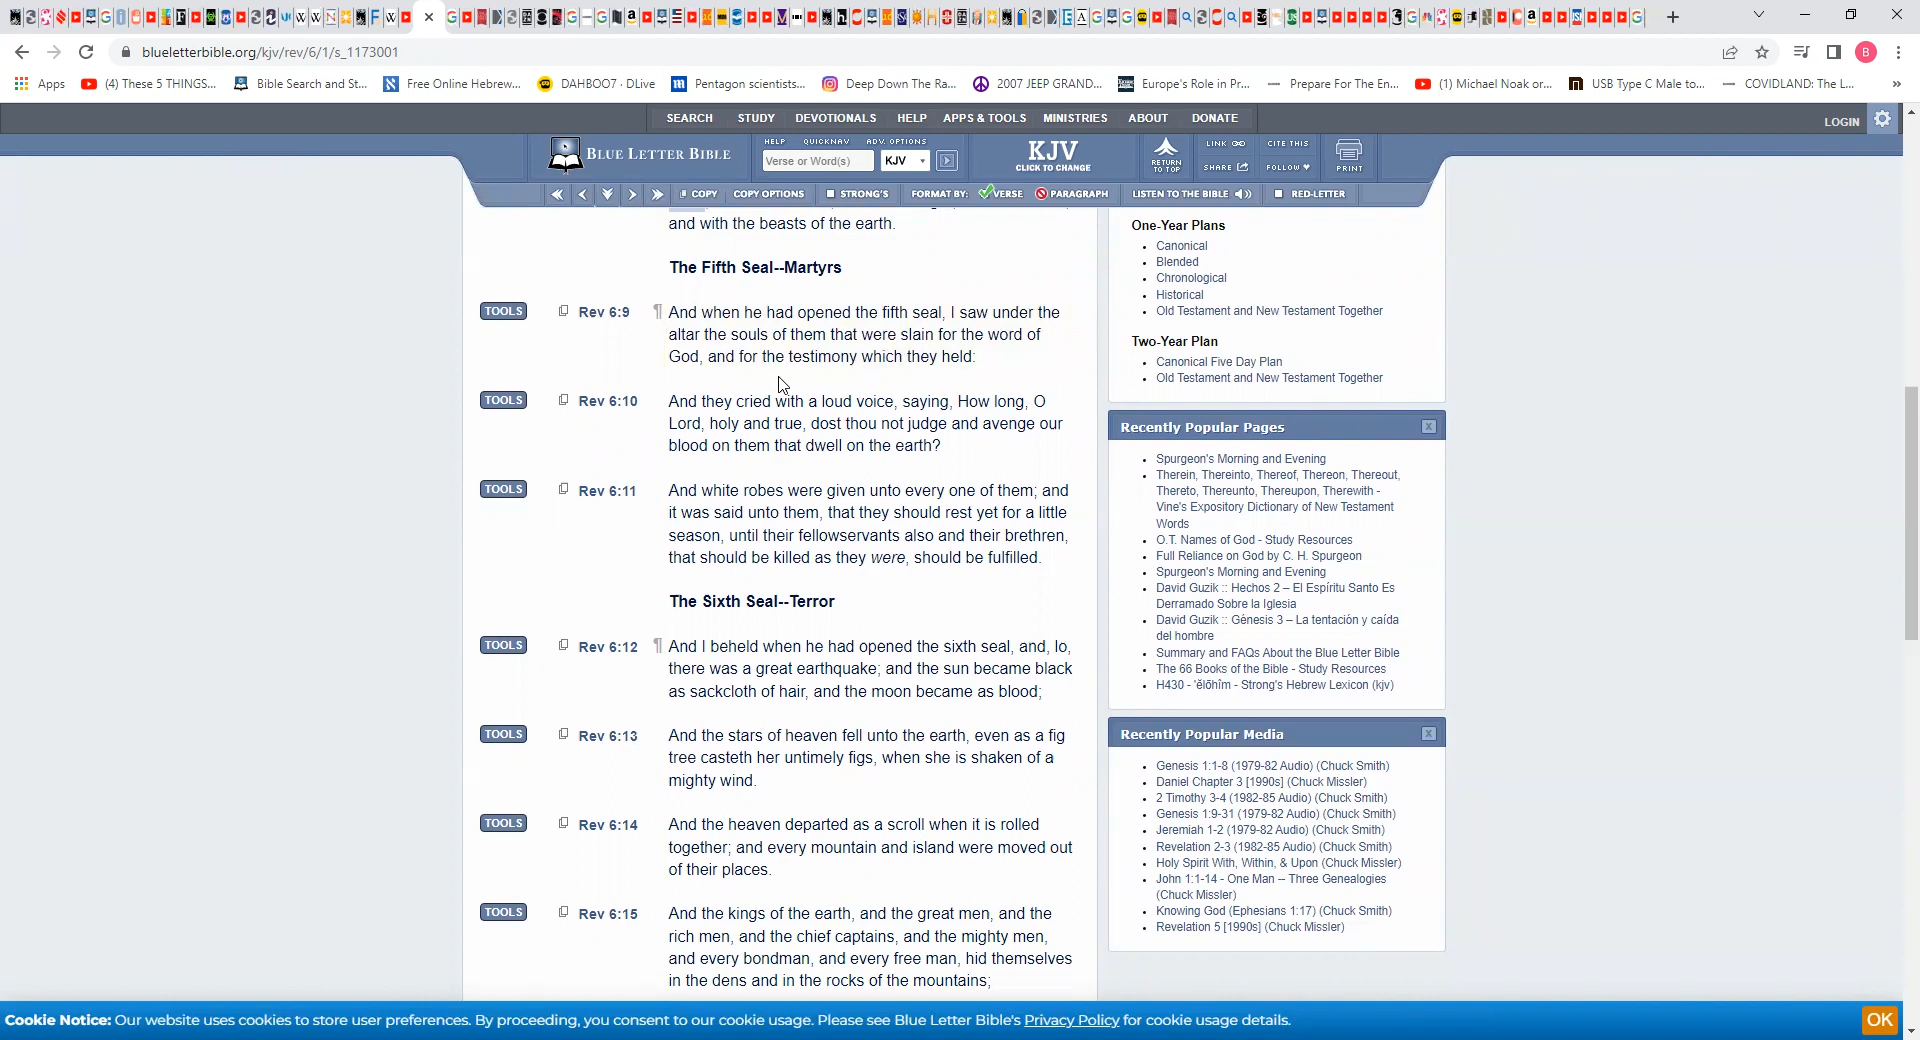 blueletterbible.org/kjv/rev/6/1/s_1173001
B
Apps
(4) These 5 THINGS...
Bible Search and St...
Free Online Hebrew...
DAHBOO7 · DLive
Pentagon scientists...
Deep Down The Ra...
2007 JEEP GRAND...
Europe's Role in Pr...
Prepare For The En...
(1) Michael Noak or...
USB Type C Male to...
COVIDLAND: The L...
»
SEARCH STUDY DEVOTIONALS HELP APPS & TOOLS MINISTRIES ABOUT DONATE
LOGIN
BLUE LETTER BIBLE
HELP QUICKNAV ADV. OPTIONS
Verse or Word(s)
KJV
KJV
CLICK TO CHANGE
RETURN
TO TOP
LINK
CITE THIS
SHARE
FOLLOW
PRINT
COPY COPY OPTIONS STRONG'S FORMAT BY: VERSE PARAGRAPH LISTEN TO THE BIBLE RED-LETTER
and with the beasts of the earth.
The Fifth Seal--Martyrs
TOOLS Rev 6:9 ¶ And when he had opened the fifth seal, I saw under the
altar the souls of them that were slain for the word of
God, and for the testimony which they held:
TOOLS Rev 6:10 And they cried with a loud voice, saying, How long, O
Lord, holy and true, dost thou not judge and avenge our
blood on them that dwell on the earth?
TOOLS Rev 6:11 And white robes were given unto every one of them; and
it was said unto them, that they should rest yet for a little
season, until their fellowservants also and their brethren,
that should be killed as they were, should be fulfilled.
The Sixth Seal--Terror
TOOLS Rev 6:12 ¶ And I beheld when he had opened the sixth seal, and, lo,
there was a great earthquake; and the sun became black
as sackcloth of hair, and the moon became as blood;
TOOLS Rev 6:13 And the stars of heaven fell unto the earth, even as a fig
tree casteth her untimely figs, when she is shaken of a
mighty wind.
TOOLS Rev 6:14 And the heaven departed as a scroll when it is rolled
together; and every mountain and island were moved out
of their places.
TOOLS Rev 6:15 And the kings of the earth, and the great men, and the
rich men, and the chief captains, and the mighty men,
and every bondman, and every free man, hid themselves
in the dens and in the rocks of the mountains;
One-Year Plans
Canonical
Blended
Chronological
Historical
Old Testament and New Testament Together
Two-Year Plan
Canonical Five Day Plan
Old Testament and New Testament Together
Recently Popular Pages
Spurgeon's Morning and Evening
Therein, Thereinto, Thereof, Thereon, Thereout,
Thereto, Thereunto, Thereupon, Therewith -
Vine's Expository Dictionary of New Testament
Words
O.T. Names of God - Study Resources
Full Reliance on God by C. H. Spurgeon
Spurgeon's Morning and Evening
David Guzik :: Hechos 2 – El Espíritu Santo Es
Derramado Sobre la Iglesia
David Guzik :: Génesis 3 – La tentación y caída
del hombre
Summary and FAQs About the Blue Letter Bible
The 66 Books of the Bible - Study Resources
H430 - 'ĕlōhîm - Strong's Hebrew Lexicon (kjv)
Recently Popular Media
Genesis 1:1-8 (1979-82 Audio) (Chuck Smith)
Daniel Chapter 3 [1990s] (Chuck Missler)
2 Timothy 3-4 (1982-85 Audio) (Chuck Smith)
Genesis 1:9-31 (1979-82 Audio) (Chuck Smith)
Jeremiah 1-2 (1979-82 Audio) (Chuck Smith)
Revelation 2-3 (1982-85 Audio) (Chuck Smith)
Holy Spirit With, Within, & Upon (Chuck Missler)
John 1:1-14 - One Man -- Three Genealogies
(Chuck Missler)
Knowing God (Ephesians 1:17) (Chuck Smith)
Revelation 5 [1990s] (Chuck Missler)
Cookie Notice: Our website uses cookies to store user preferences. By proceeding, you consent to our cookie usage. Please see Blue Letter Bible's Privacy Policy for cookie usage details.
OK